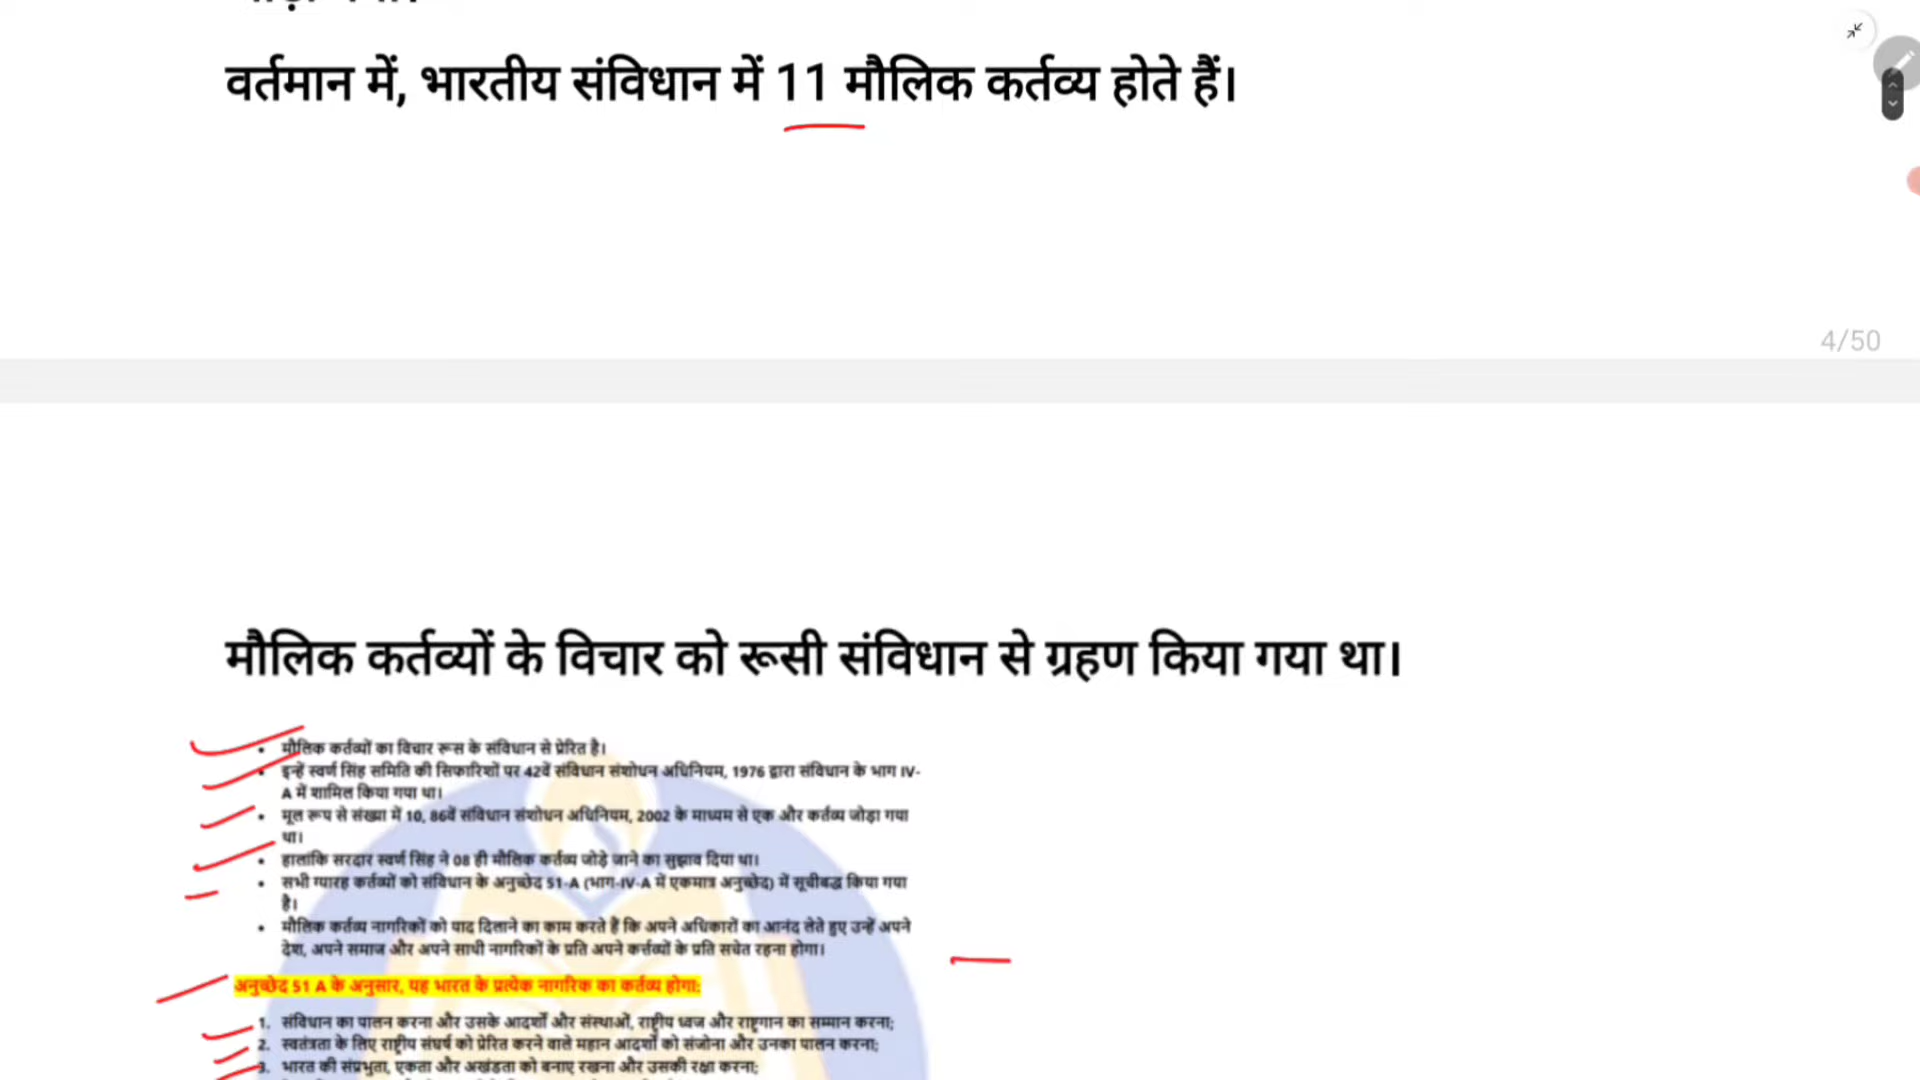 वर्तमान में, भारतीय संविधान में 11 मौलिक कर्तव्य होते हैं।
4/50
मौलिक कर्तव्यों के विचार को रूसी संविधान से ग्रहण किया गया था।
• मौलिक कर्तव्यों का विचार रूस के संविधान से प्रेरित है।
• इन्हें स्वर्ण सिंह समिति की सिफारिशों पर 42वें संविधान संशोधन अधिनियम, 1976 द्वारा संविधान के भाग IV-
A में शामिल किया गया था।
• मूल रूप से संख्या में 10, 86वें संविधान संशोधन अधिनियम, 2002 के माध्यम से एक और कर्तव्य जोड़ा गया
था।
• हालांकि सरदार स्वर्ण सिंह ने 08 ही मौलिक कर्तव्य जोड़े जाने का सुझाव दिया था।
• सभी ग्यारह कर्तव्यों को संविधान के अनुच्छेद 51-A (भाग-IV-A में एकमात्र अनुच्छेद) में सूचीबद्ध किया गया
है।
• मौलिक कर्तव्य नागरिकों को याद दिलाने का काम करते हैं कि अपने अधिकारों का आनंद लेते हुए उन्हें अपने
देश, अपने समाज और अपने साथी नागरिकों के प्रति अपने कर्त्तव्यों के प्रति सचेत रहना होगा।
अनुच्छेद 51 A के अनुसार, यह भारत के प्रत्येक नागरिक का कर्तव्य होगा:
1. संविधान का पालन करना और उसके आदर्शों और संस्थाओं, राष्ट्रीय ध्वज और राष्ट्रगान का सम्मान करना;
2. स्वतंत्रता के लिए राष्ट्रीय संघर्ष को प्रेरित करने वाले महान आदर्शों को संजोना और उनका पालन करना;
3. भारत की संप्रभुता, एकता और अखंडता को बनाए रखना और उसकी रक्षा करना;